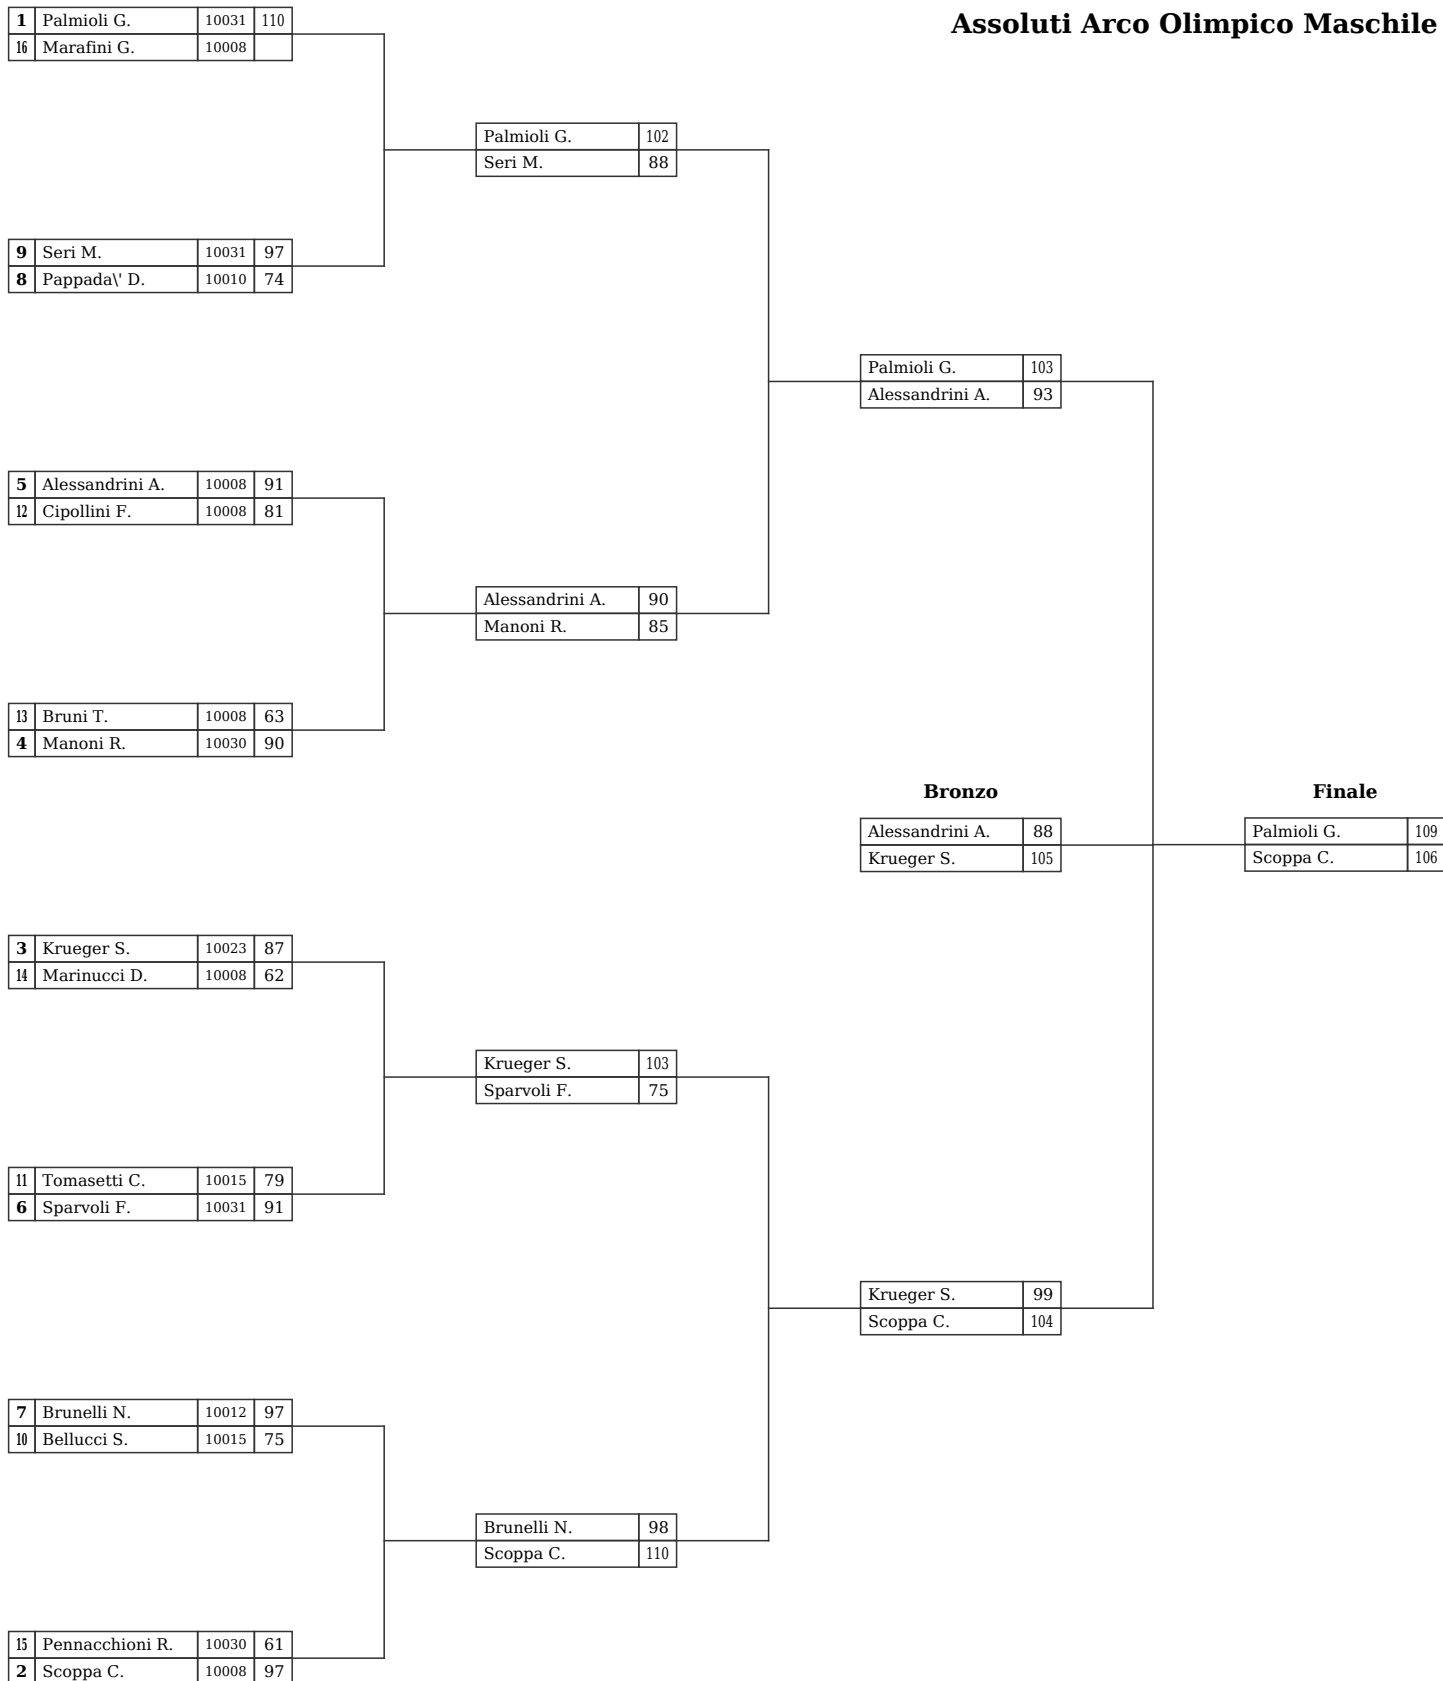 Assoluti Arco Olimpico Maschile
1 Palmioli G. 10031 110
16 Marafini G. 10008
Palmioli G. 102
Seri M. 88
9 Seri M. 10031 97
8 Pappada\' D. 10010 74
Palmioli G. 103
Alessandrini A. 93
5 Alessandrini A. 10008 91
12 Cipollini F. 10008 81
Alessandrini A. 90
Manoni R. 85
13 Bruni T. 10008 63
4 Manoni R. 10030 90
Bronzo Finale
Alessandrini A. 88 Palmioli G. 109
Krueger S. 105 Scoppa C. 106
3 Krueger S. 10023 87
14 Marinucci D. 10008 62
Krueger S. 103
Sparvoli F. 75
11 Tomasetti C. 10015 79
6 Sparvoli F. 10031 91
Krueger S. 99
Scoppa C. 104
7 Brunelli N. 10012 97
10 Bellucci S. 10015 75
Brunelli N. 98
Scoppa C. 110
15 Pennacchioni R. 10030 61
2 Scoppa C. 10008 97